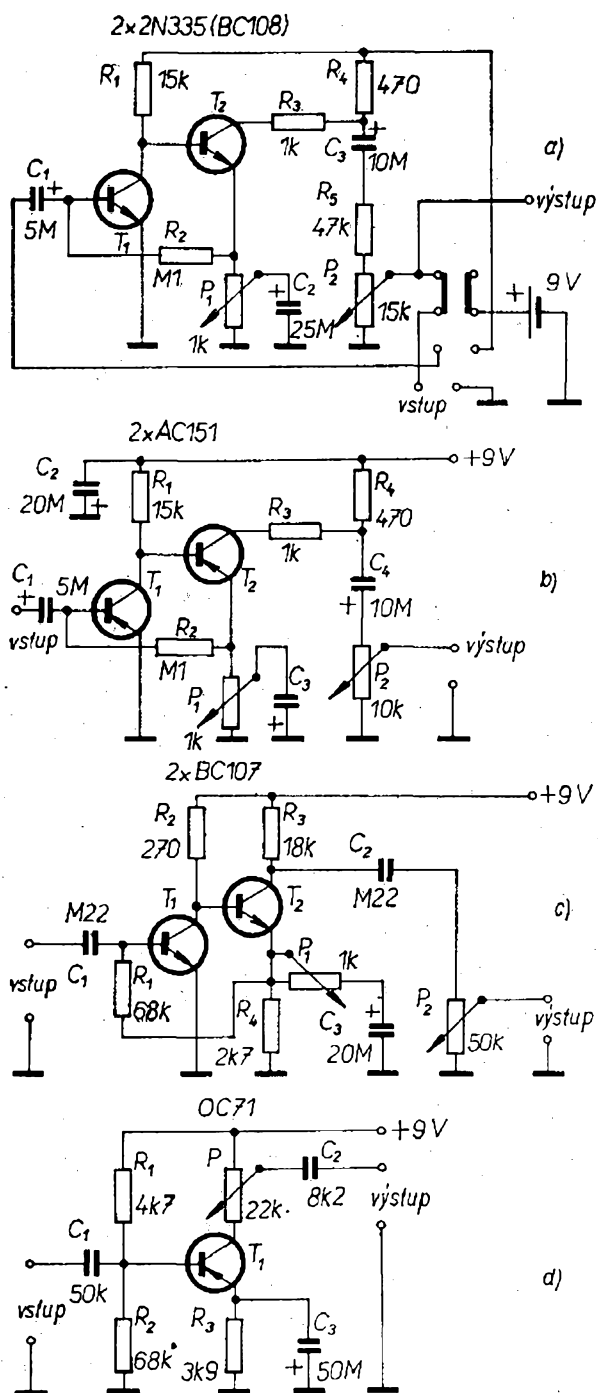 2×2N335(BC108)
R1 15k
T2
R3
1k
R4 470
C3 10M
C1 5M
T1
R2
M1
R5 47k
P1 1k
C2 25M
P2 15k
výstup
9V
vstup
a)
2×AC151
+9V
C2 20M
R1 15k
R3
1k
R4 470
C1 5M
T1
T2
vstup
R2
M1
C4 10M
P1 1k
C3
P2 10k
výstup
b)
2×BC107
+9V
R2 270
R3 18k
C2
M22
T1
T2
M22
C1
vstup
R1 68k
P1 1k
R4 2k7
C3 20M
P2 50k
výstup
c)
OC71
+9V
R1 4k7
P 22k
C2
8k2
výstup
C1
50k
T1
vstup
R2 68k
R3 3k9
C3 50M
d)